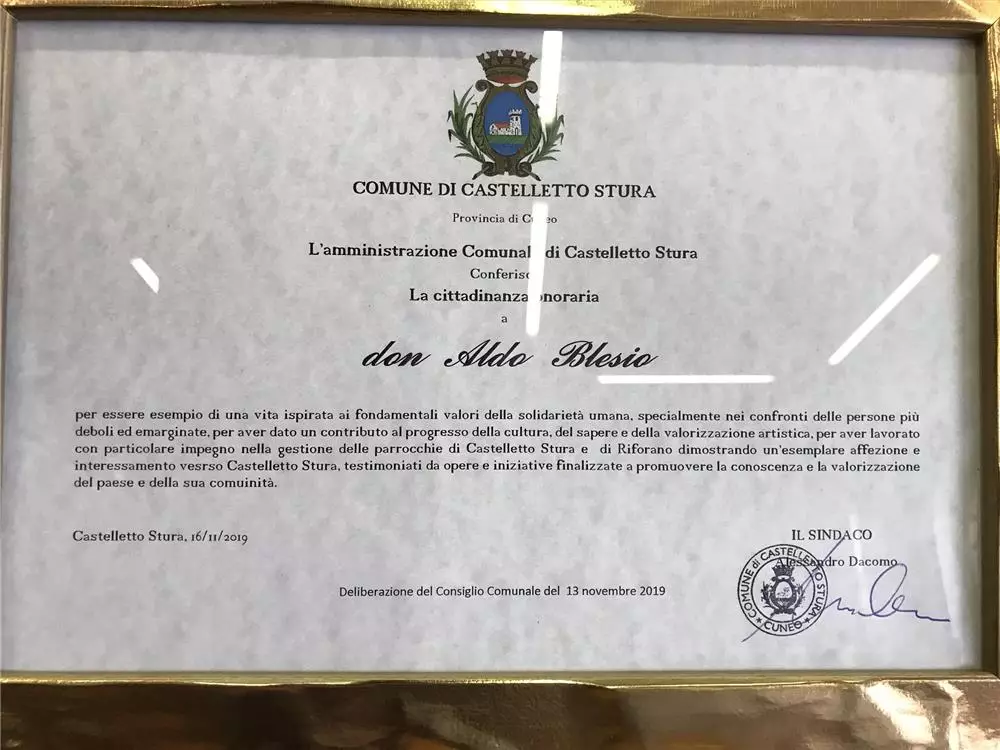 COMUNE DI CASTELLETTO STURA
Provincia di
L'amministrazione Comunale di Castelletto Stura
La cittadinanza onoraria
a
don Aldo Blesio
per essere esempio di una vita ispirata ai fondamentali valori della solidarietà umana, specialmente nei confronti delle persone più
deboli ed emarginate, per aver dato un contributo al progresso della cultura, del sapere e della valorizzazione artistica, per aver lavorato
con particolare impegno nella gestione delle parrocchie di Castelletto Stura e di Riforano dimostrando un'esemplare affezione e
interessamento vesrso Castelletto Stura, testimoniati da opere e iniziative finalizzate a promuovere la conoscenza e la valorizzazione
del paese e della sua comuinità.
Castelletto Stura, 16/11/2019
IL SINDACO
Alessandro Dacomo
Deliberazione del Consiglio Comunale del 13 novembre 2019
COMUNE di CASTELLETTO STURA
CUNEO